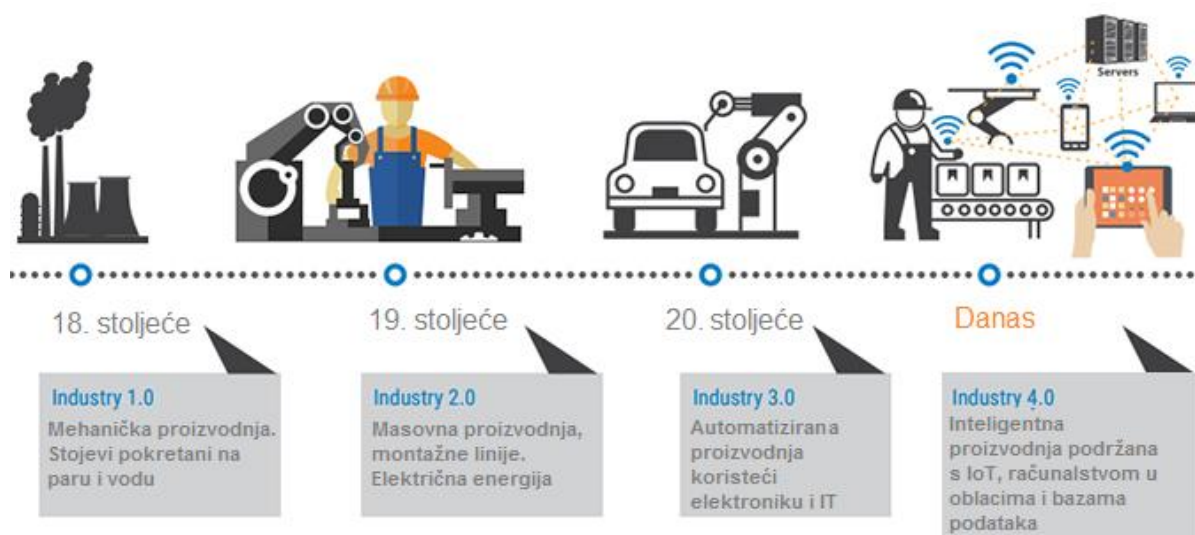 Servers
18. stoljeće
19. stoljeće
20. stoljeće
Danas
Industry 1.0
Mehanička proizvodnja.
Stojevi pokretani na
paru i vodu
Industry 2.0
Masovna proizvodnja,
montažne linije.
Električna energija
Industry 3.0
Automatizirana
proizvodnja
koristeći
elektroniku i IT
Industry 4.0
Inteligentna
proizvodnja podržana
s IoT, računalstvom u
oblacima i bazama
podataka